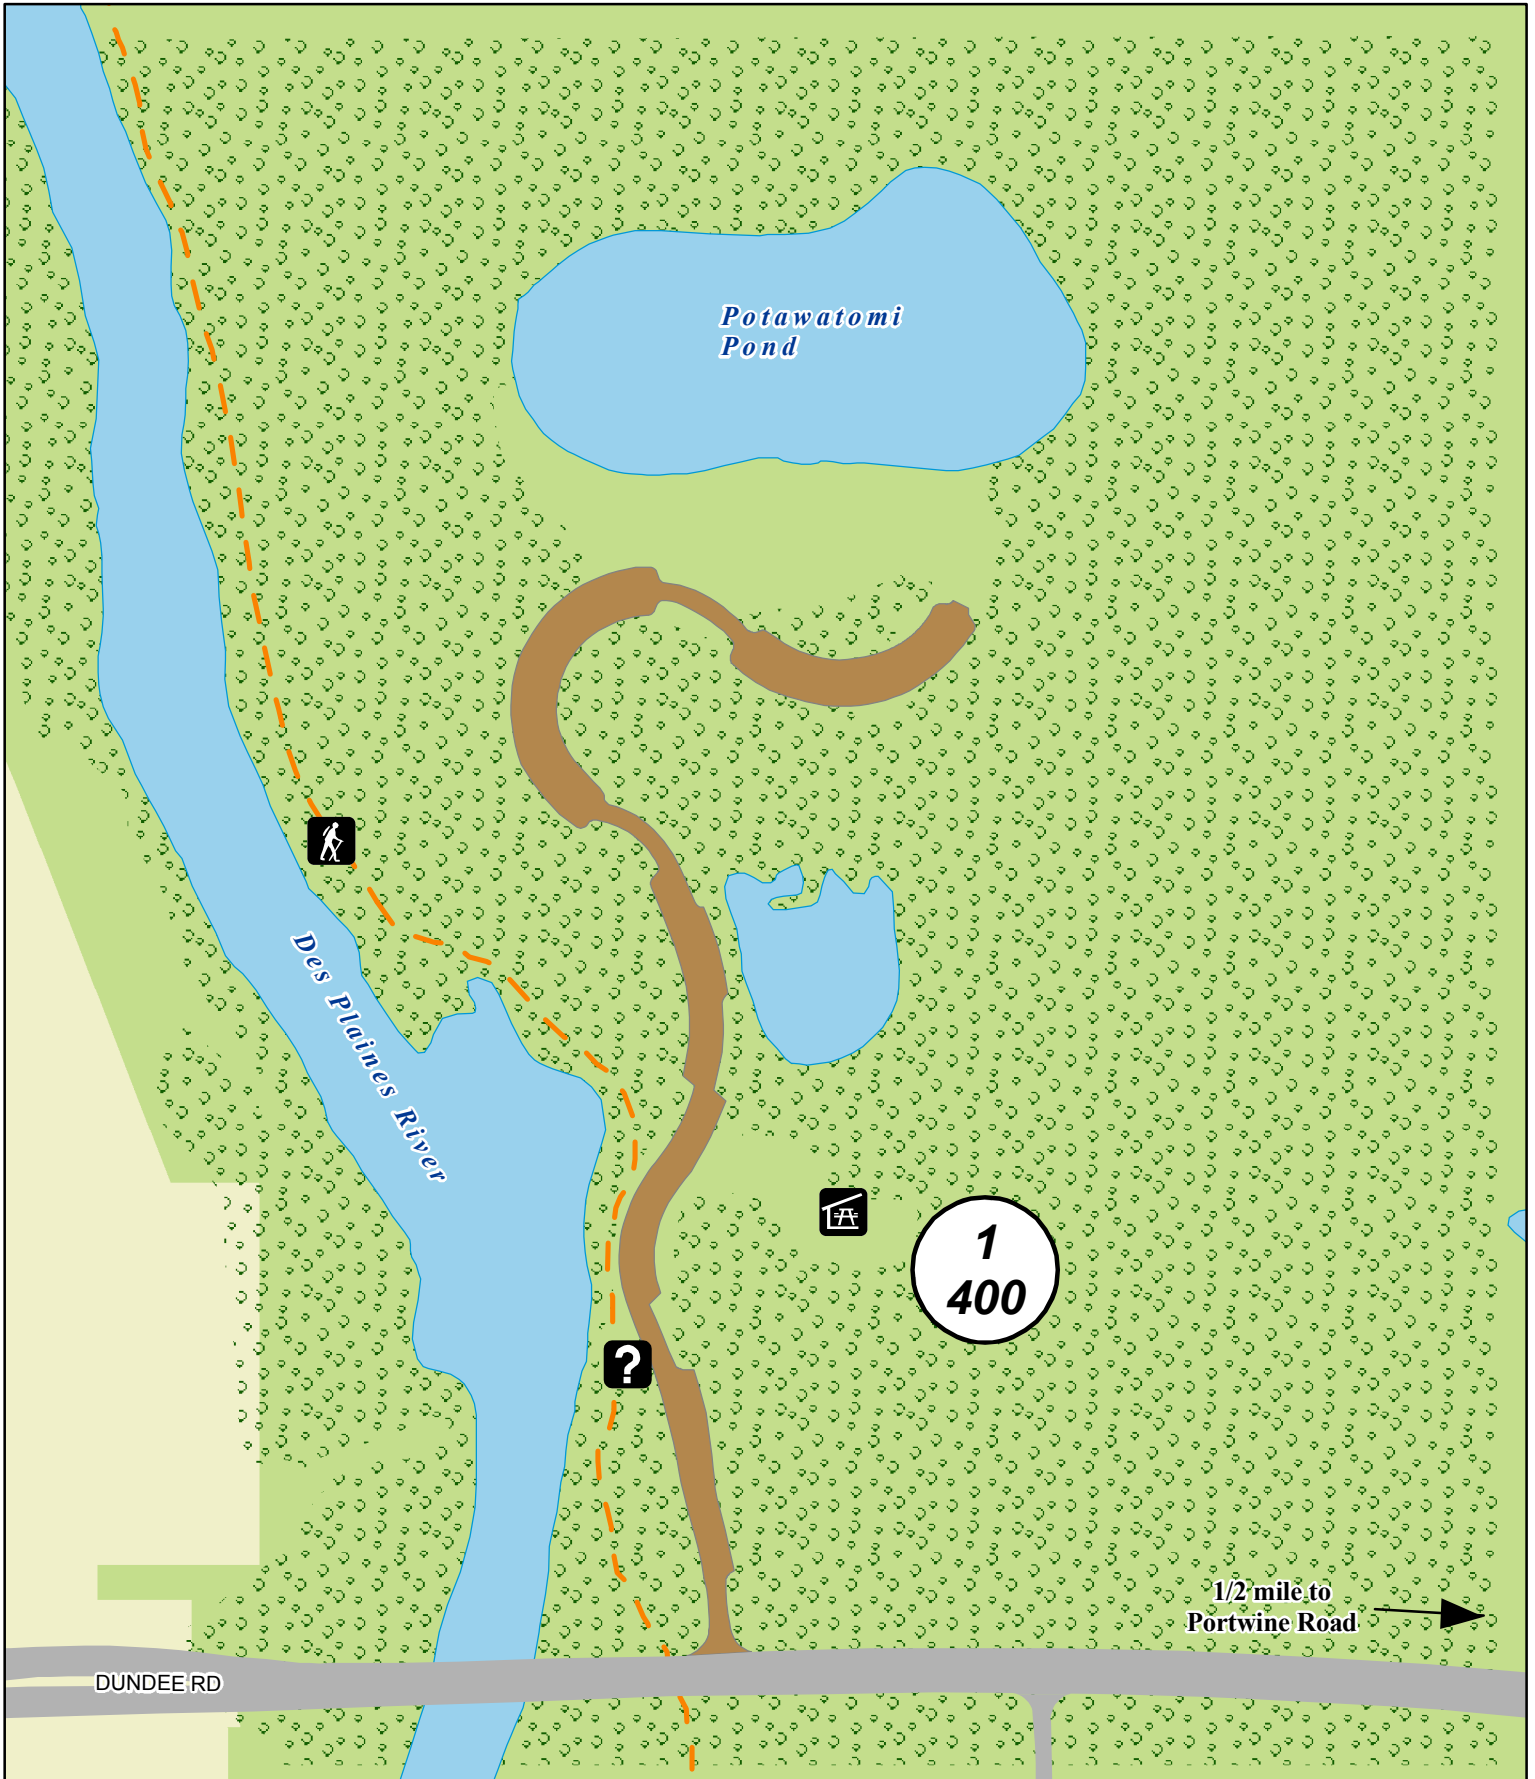 Potawatomi
Pond
Des Plaines River
?
1
400
1/2 mile to
Portwine Road
DUNDEE RD